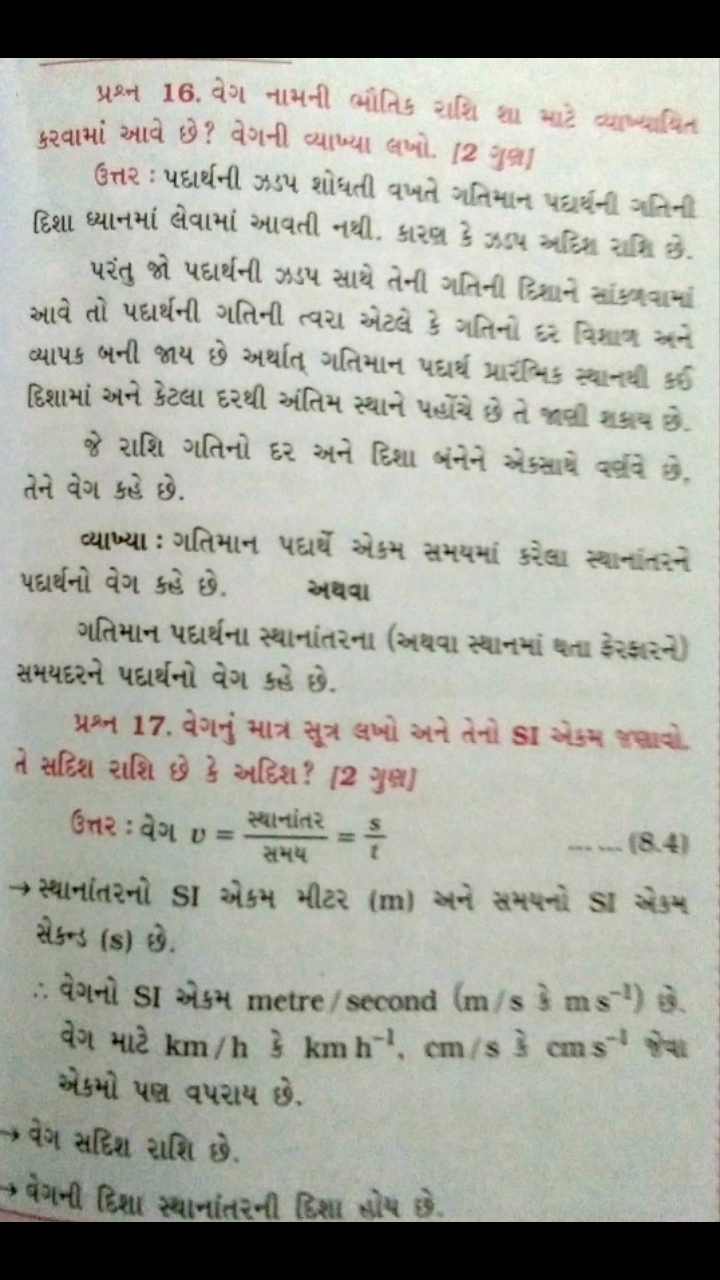 પ્રશ્ન 16. વેગ નામની ભૌતિક રાશિ શા માટે વ્યાખ્યાયિત
કરવામાં આવે છે? વેગની વ્યાખ્યા લખો. [2 ગુણ]
ઉત્તર : પદાર્થની ઝડપ શોધતી વખતે ગતિમાન પદાર્થની ગતિની
દિશા ધ્યાનમાં લેવામાં આવતી નથી. કારણ કે ઝડપ અદિશ રાશિ છે.
પરંતુ જો પદાર્થની ઝડપ સાથે તેની ગતિની દિશાને સાંકળવામાં
આવે તો પદાર્થની ગતિની ત્વરા એટલે કે ગતિનો દર વિશાળ અને
વ્યાપક બની જાય છે અર્થાત્ ગતિમાન પદાર્થ પ્રારંભિક સ્થાનથી કઈ
દિશામાં અને કેટલા દરથી અંતિમ સ્થાને પહોંચે છે તે જાણી શકાય છે.
જે રાશિ ગતિનો દર અને દિશા બંનેને એકસાથે વર્ણવે છે,
તેને વેગ કહે છે.
વ્યાખ્યા : ગતિમાન પદાર્થે એકમ સમયમાં કરેલા સ્થાનાંતરને
પદાર્થનો વેગ કહે છે. અથવા
ગતિમાન પદાર્થના સ્થાનાંતરના (અથવા સ્થાનમાં થતા ફેરફારને)
સમયદરને પદાર્થનો વેગ કહે છે.
પ્રશ્ન 17. વેગનું માત્ર સૂત્ર લખો અને તેનો SI એકમ જણાવો.
તે સદિશ રાશિ છે કે અદિશ? [2 ગુણ]
ઉત્તર : વેગ v = સ્થાનાંતર / સમય = s / t ...... (8.4)
→ સ્થાનાંતરનો SI એકમ મીટર (m) અને સમયનો SI એકમ
સેકન્ડ (s) છે.
∴ વેગનો SI એકમ metre/second (m/s કે m s⁻¹) છે.
વેગ માટે km/h કે km h⁻¹, cm/s કે cm s⁻¹ જેવા
એકમો પણ વપરાય છે.
→ વેગ સદિશ રાશિ છે.
→ વેગની દિશા સ્થાનાંતરની દિશા હોય છે.